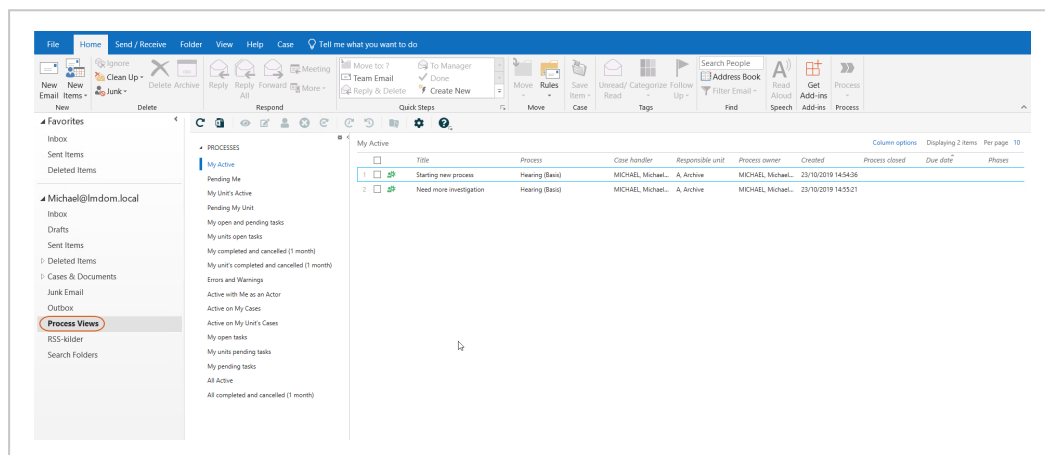 File Home Send / Receive Folder View Help Case Tell me what you want to do
New Email
New Items
Ignore
Clean Up
Junk
Delete
Archive
Reply
Reply All
Forward
Meeting
More
Move to: ?
Team Email
Reply & Delete
To Manager
Done
Create New
Move
Rules
Save Item
Unread/ Read
Categorize
Follow Up
Search People
Address Book
Filter Email
Read Aloud
Get Add-ins
Process
New Delete Respond Quick Steps Move Case Tags Find Speech Add-ins Process
Favorites
Inbox
Sent Items
Deleted Items
Michael@lmdom.local
Inbox
Drafts
Sent Items
Deleted Items
Cases & Documents
Junk Email
Outbox
Process Views
RSS-kilder
Search Folders
PROCESSES
My Active
Pending Me
My Unit's Active
Pending My Unit
My open and pending tasks
My units open tasks
My completed and cancelled (1 month)
My unit's completed and cancelled (1 month)
Errors and Warnings
Active with Me as an Actor
Active on My Cases
Active on My Unit's Cases
My open tasks
My units pending tasks
My pending tasks
All Active
All completed and cancelled (1 month)
My Active Column options Displaying 2 items Per page 10
Title Process Case handler Responsible unit Process owner Created Process closed Due date Phases
1 Starting new process Hearing (Basis) MICHAEL, Michael... A, Archive MICHAEL, Michael... 23/10/2019 14:54:36
2 Need more investigation Hearing (Basis) MICHAEL, Michael... A, Archive MICHAEL, Michael... 23/10/2019 14:55:21